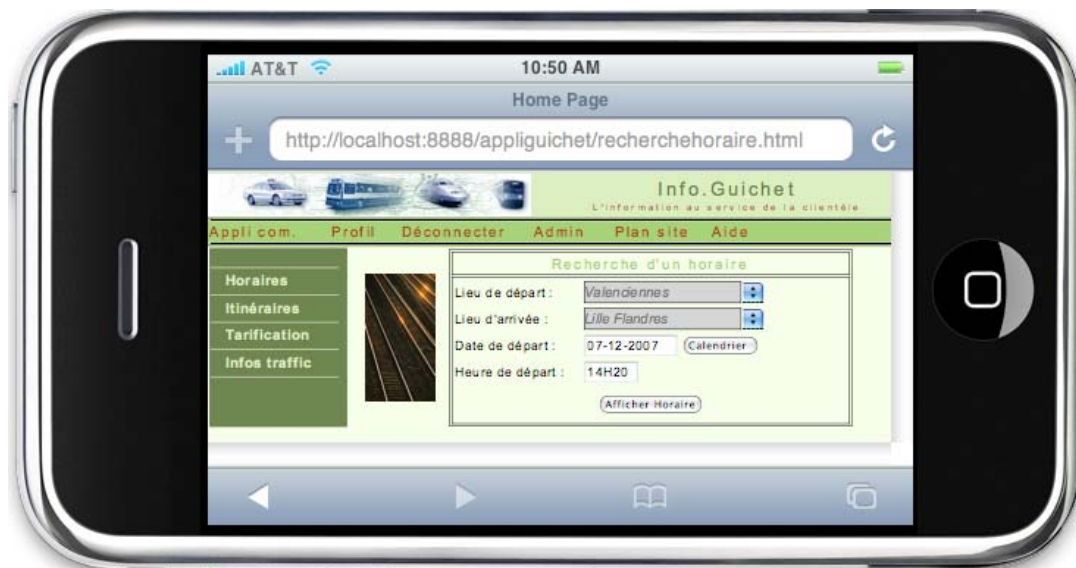 AT&T 10:50 AM
Home Page
http://localhost:8888/appliguichet/recherchehoraire.html
Info.Guichet
L'information au service de la clientèle
Appli com. Profil Déconnecter Admin Plan site Aide
Horaires
Itinéraires
Tarification
Infos traffic
Recherche d'un horaire
Lieu de départ : Valenciennes
Lieu d'arrivée : Lille Flandres
Date de départ : 07-12-2007 Calendrier
Heure de départ : 14H20
Afficher Horaire